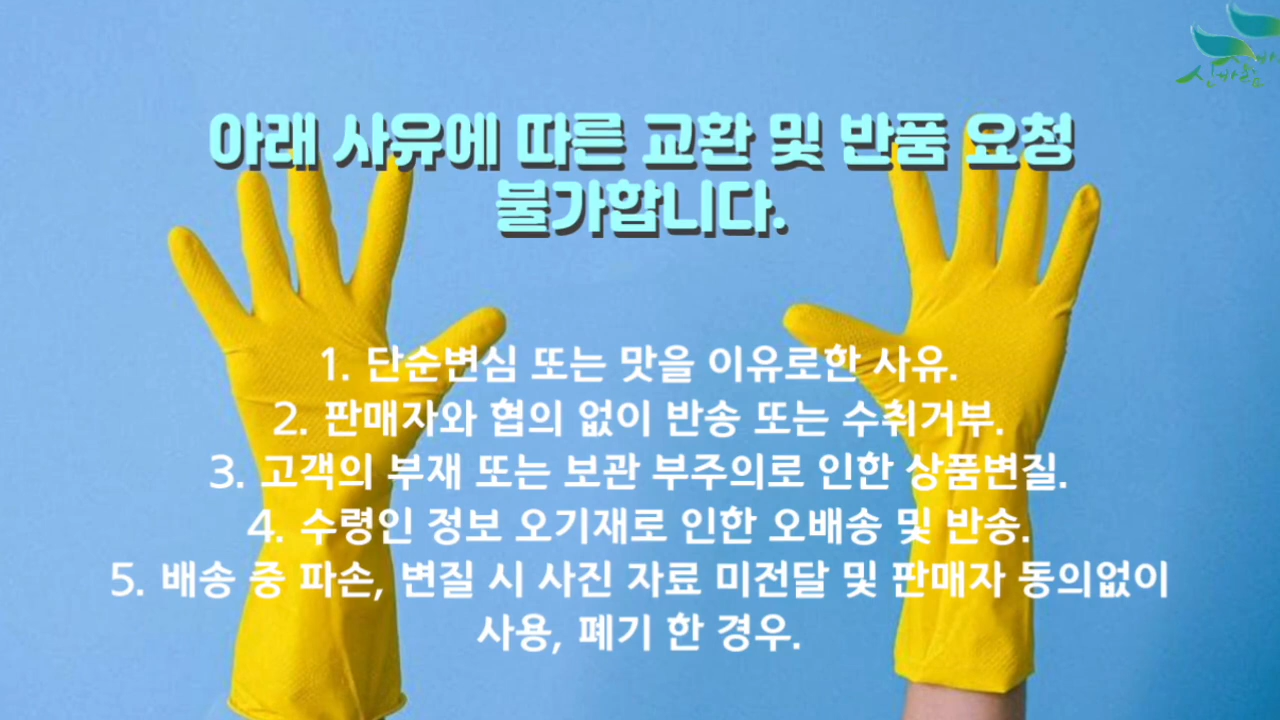 아래 사유에 따른 교환 및 반품 요청
불가합니다.
1. 단순변심 또는 맛을 이유로한 사유.
2. 판매자와 협의 없이 반송 또는 수취거부.
3. 고객의 부재 또는 보관 부주의로 인한 상품변질.
4. 수령인 정보 오기재로 인한 오배송 및 반송.
5. 배송 중 파손, 변질 시 사진 자료 미전달 및 판매자 동의없이
사용, 폐기 한 경우.